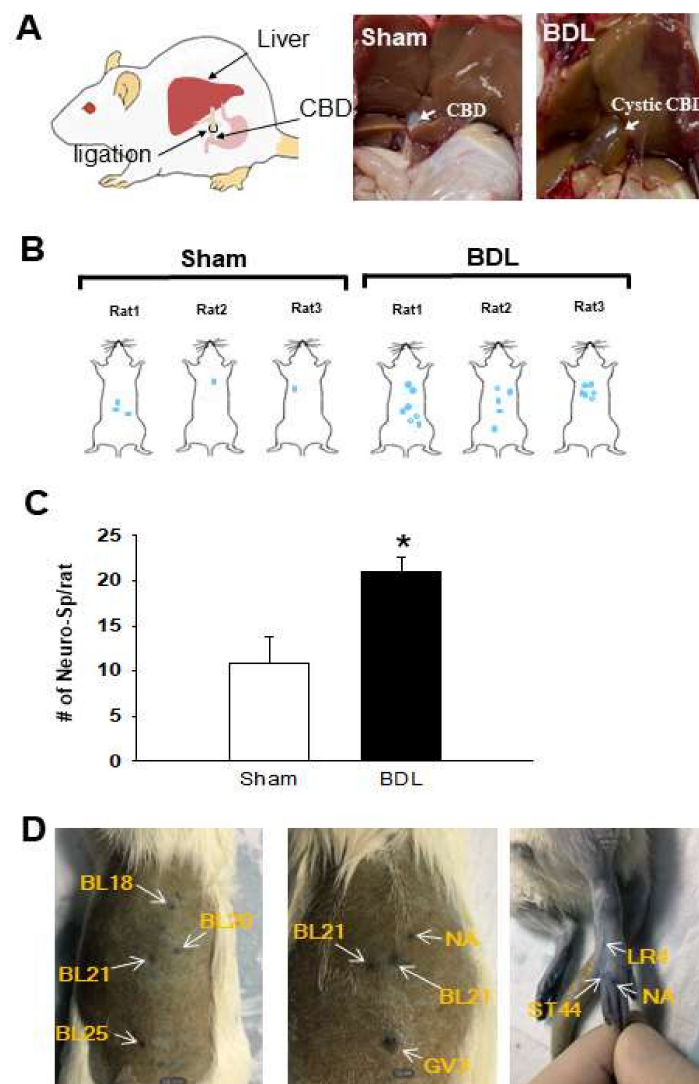 A
Liver
CBD
ligation
Sham
CBD
BDL
Cystic CBD
B
Sham
BDL
Rat1
Rat2
Rat3
Rat1
Rat2
Rat3
C
# of Neuro-Sp/rat
25
20
15
10
5
0
*
Sham
BDL
D
BL18
BL20
BL21
BL25
BL21
NA
BL21
LR4
ST44
NA